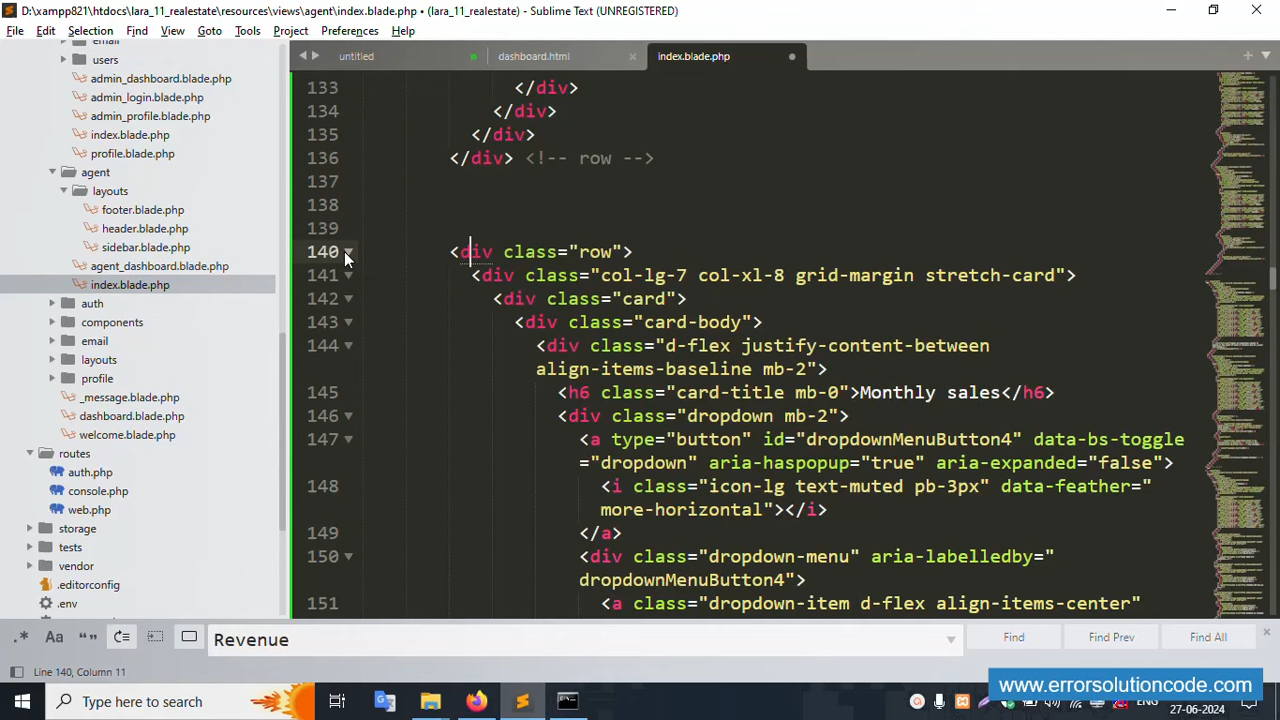 D:\xampp821\htdocs\lara_11_realestate\resources\views\agent\index.blade.php • (lara_11_realestate) - Sublime Text (UNREGISTERED)
File Edit Selection Find View Goto Tools Project Preferences Help
untitled
dashboard.html
index.blade.php
email
users
admin_dashboard.blade.php
admin_login.blade.php
admin_profile.blade.php
index.blade.php
profile.blade.php
agent
layouts
footer.blade.php
header.blade.php
sidebar.blade.php
agent_dashboard.blade.php
index.blade.php
auth
components
email
layouts
profile
_message.blade.php
dashboard.blade.php
welcome.blade.php
routes
auth.php
console.php
web.php
storage
tests
vendor
.editorconfig
.env
133 </div>
134 </div>
135 </div>
136 </div> <!-- row -->
137
138
139
140 <div class="row">
141 <div class="col-lg-7 col-xl-8 grid-margin stretch-card">
142 <div class="card">
143 <div class="card-body">
144 <div class="d-flex justify-content-between
align-items-baseline mb-2">
145 <h6 class="card-title mb-0">Monthly sales</h6>
146 <div class="dropdown mb-2">
147 <a type="button" id="dropdownMenuButton4" data-bs-toggle
="dropdown" aria-haspopup="true" aria-expanded="false">
148 <i class="icon-lg text-muted pb-3px" data-feather="
more-horizontal"></i>
149 </a>
150 <div class="dropdown-menu" aria-labelledby="
dropdownMenuButton4">
151 <a class="dropdown-item d-flex align-items-center"
.* Aa “” Revenue Find Find Prev Find All
Line 140, Column 11
www.errorsolutioncode.com
Type here to search
ENG
27-06-2024